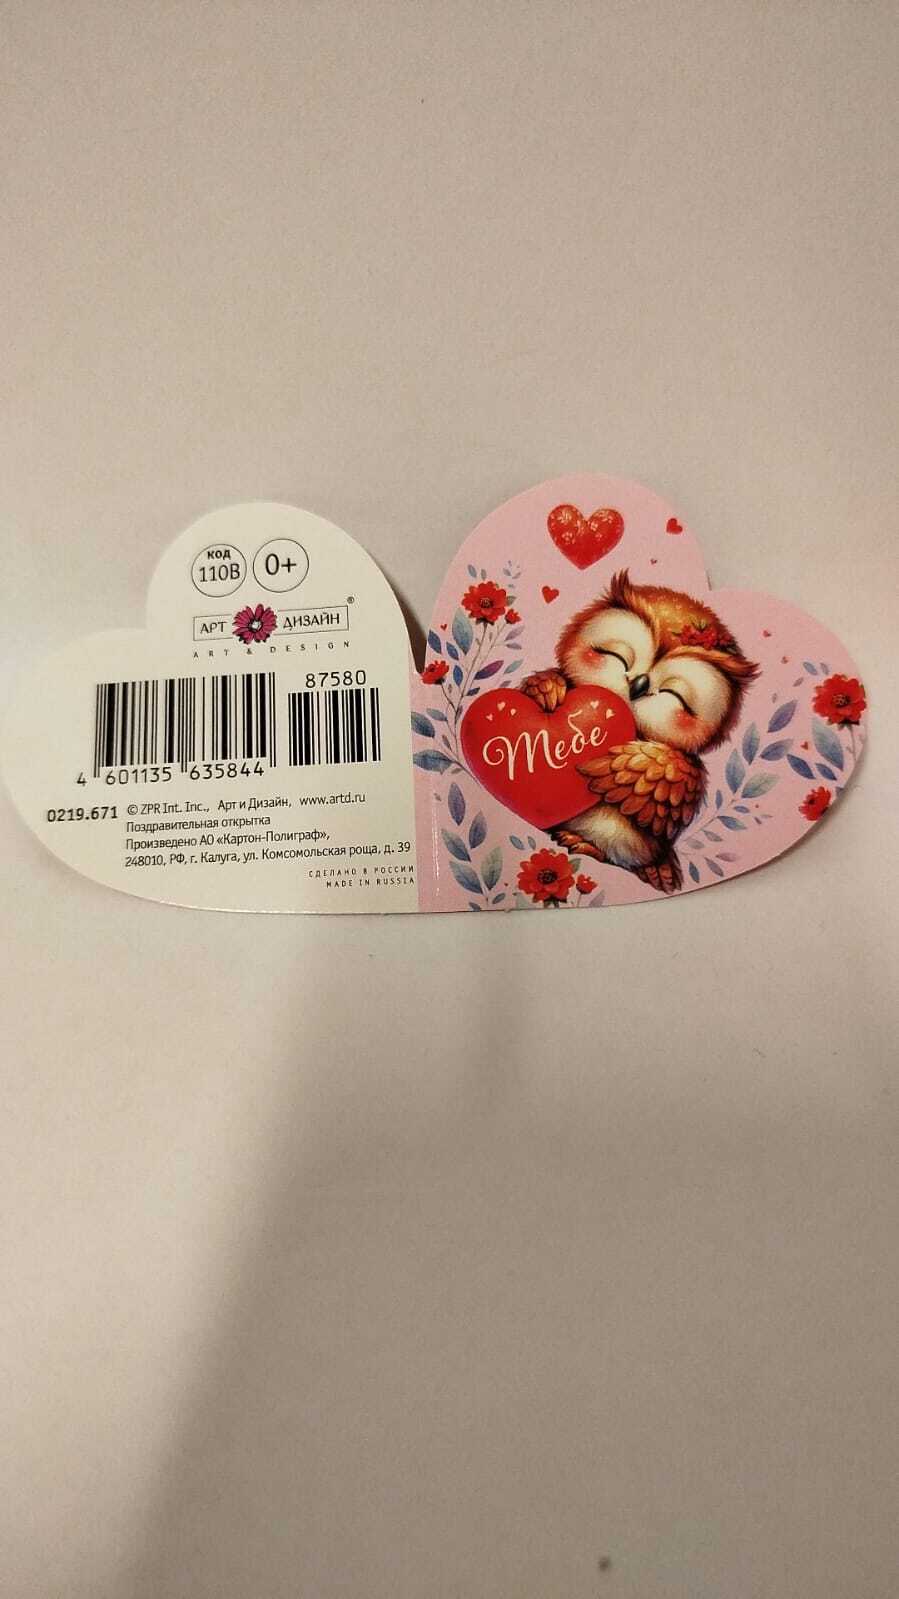 код
110В
0+
АРТ ДИЗАЙН ®
ART & DESIGN
87580
4 601135 635844
0219.671 © ZPR Int. Inc., Арт и Дизайн, www.artd.ru
Поздравительная открытка
Произведено АО «Картон-Полиграф»,
248010, РФ, г. Калуга, ул. Комсомольская роща, д. 39
СДЕЛАНО В РОССИИ
MADE IN RUSSIA
Тебе